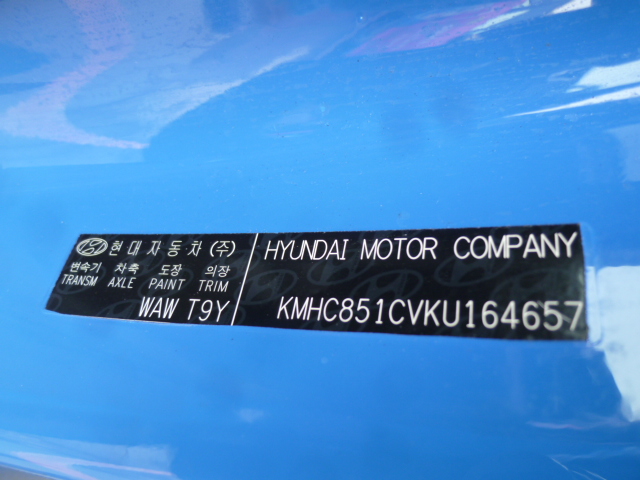 현대자동차(주)
변속기 차축 도장 의장
TRANSM AXLE PAINT TRIM
WAW T9Y
HYUNDAI MOTOR COMPANY
KMHC851CVKU164657